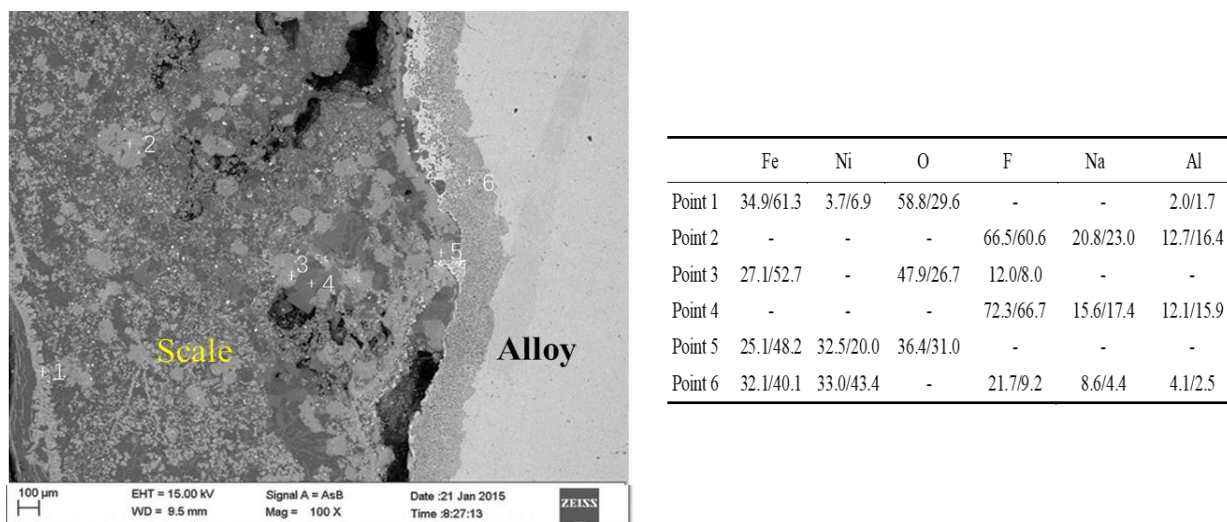 2
6
3
5
4
Scale
Alloy
1
100 µm
EHT = 15.00 kV
WD = 9.5 mm
Signal A = AsB
Mag = 100 X
Date :21 Jan 2015
Time :8:27:13
ZEISS
Fe Ni O F Na Al
Point 1 34.9/61.3 3.7/6.9 58.8/29.6 - - 2.0/1.7
Point 2 - - - 66.5/60.6 20.8/23.0 12.7/16.4
Point 3 27.1/52.7 - 47.9/26.7 12.0/8.0 - -
Point 4 - - - 72.3/66.7 15.6/17.4 12.1/15.9
Point 5 25.1/48.2 32.5/20.0 36.4/31.0 - - -
Point 6 32.1/40.1 33.0/43.4 - 21.7/9.2 8.6/4.4 4.1/2.5